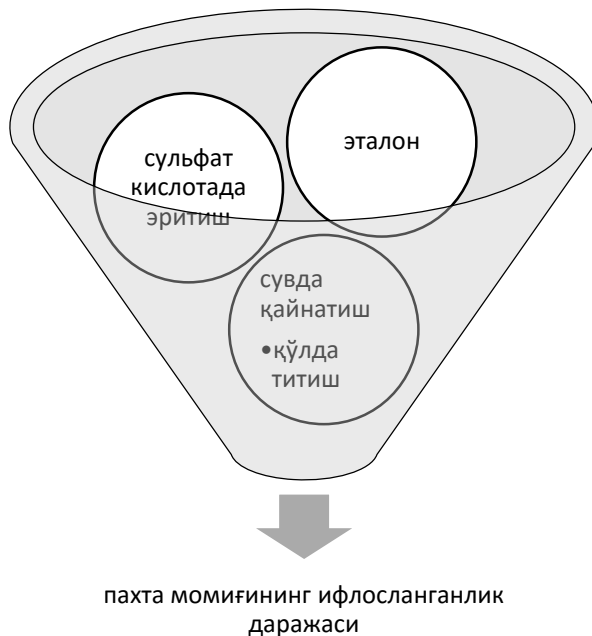 сульфат
кислотада
эритиш
эталон
сувда
қайнатиш
•қўлда
титиш
пахта момиғининг ифлосланганлик
даражаси